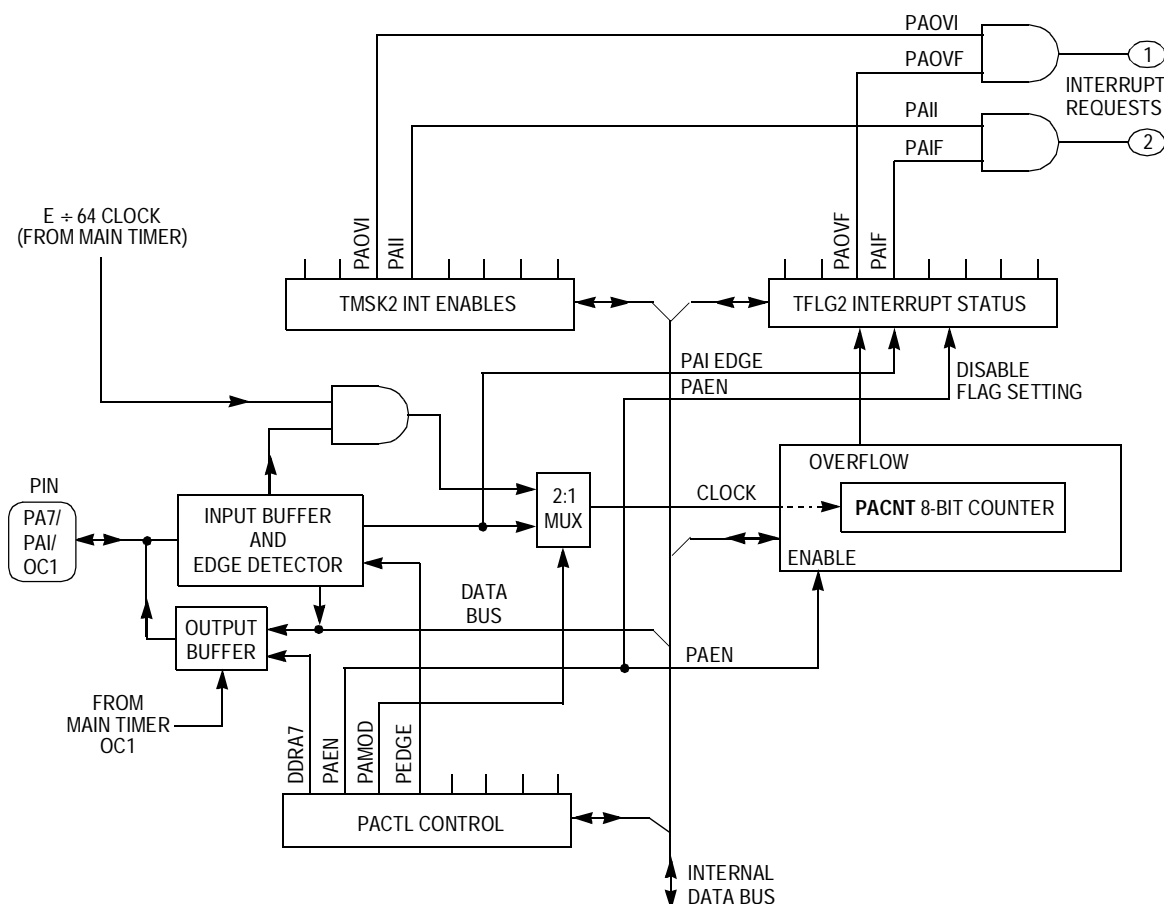 PAOVI
PAOVF
1
INTERRUPT
REQUESTS
PAII
PAIF
2
E ÷ 64 CLOCK
(FROM MAIN TIMER)
PAOVI
PAII
PAOVF
PAIF
TMSK2 INT ENABLES
TFLG2 INTERRUPT STATUS
PAI EDGE
PAEN
DISABLE
FLAG SETTING
OVERFLOW
PIN
PA7/
PAI/
OC1
INPUT BUFFER
AND
EDGE DETECTOR
2:1
MUX
CLOCK
PACNT 8-BIT COUNTER
ENABLE
DATA
BUS
OUTPUT
BUFFER
PAEN
FROM
MAIN TIMER
OC1
DDRA7
PAEN
PAMOD
PEDGE
PACTL CONTROL
INTERNAL
DATA BUS